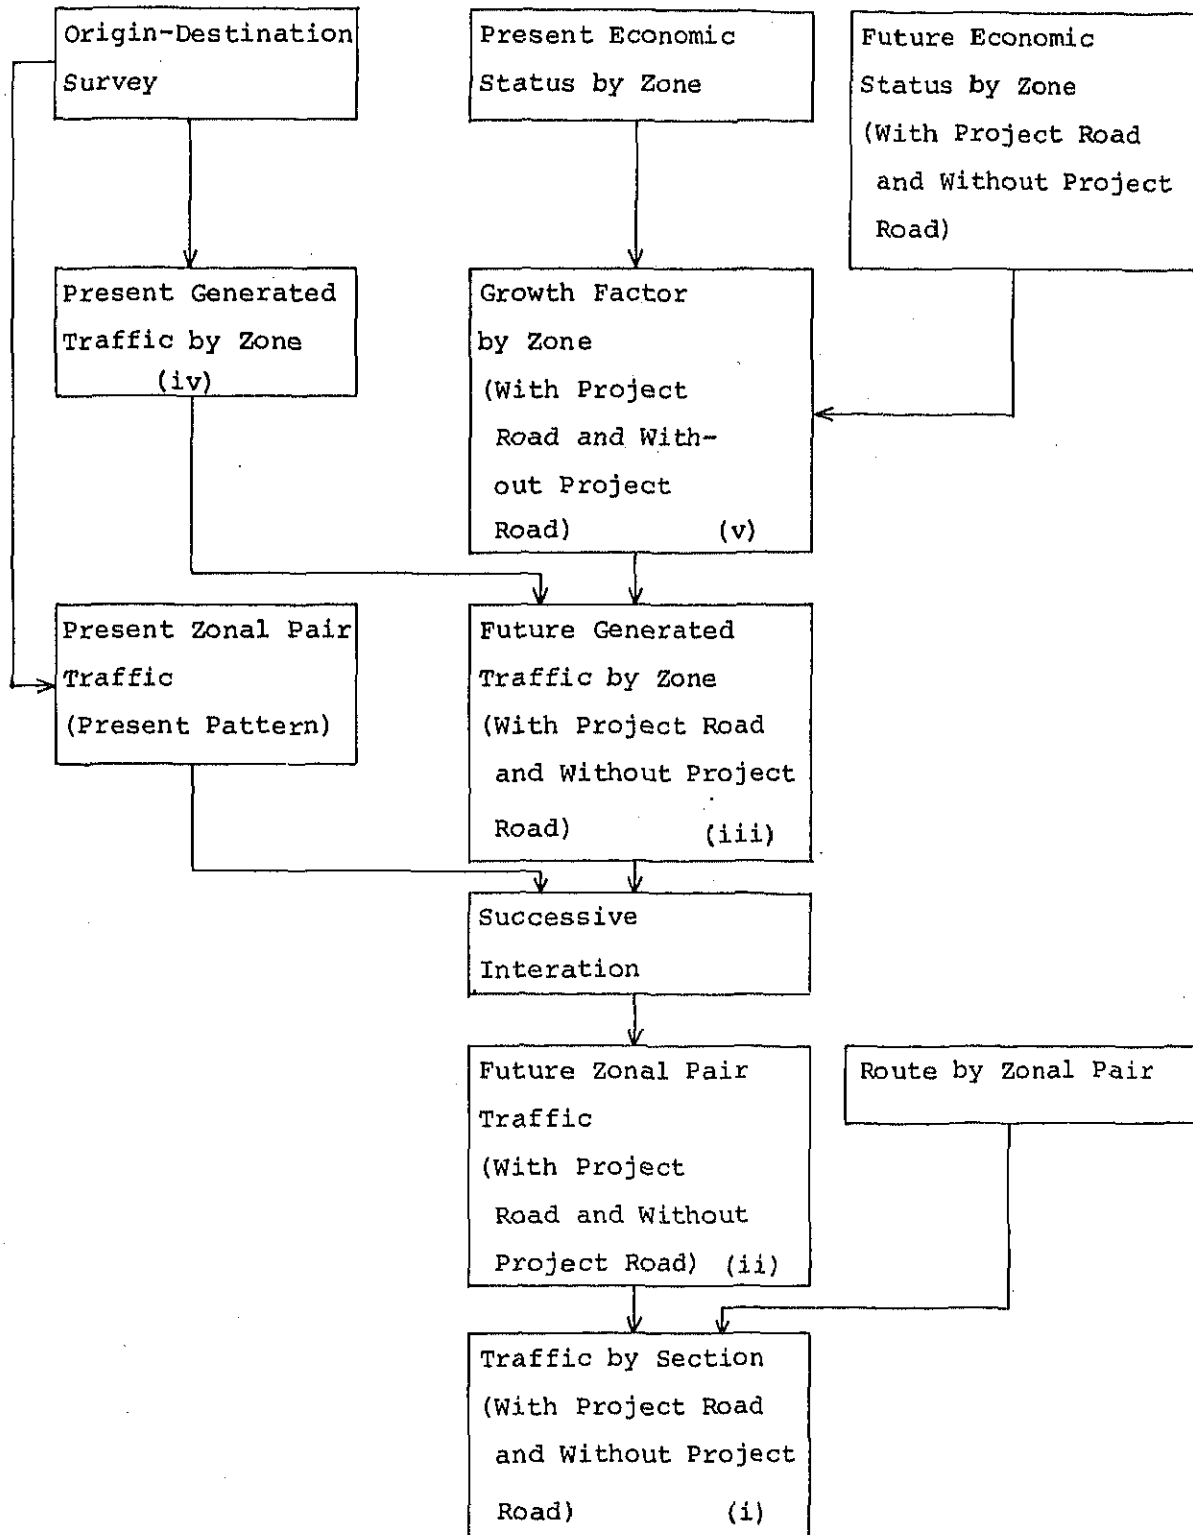 Origin-Destination
Survey
Present Economic
Status by Zone
Future Economic
Status by Zone
(With Project Road
and Without Project
Road)
Present Generated
Traffic by Zone
(iv)
Growth Factor
by Zone
(With Project
Road and With-
out Project
Road) (v)
Present Zonal Pair
Traffic
(Present Pattern)
Future Generated
Traffic by Zone
(With Project Road
and Without Project
Road) (iii)
Successive
Interation
Future Zonal Pair
Traffic
(With Project
Road and Without
Project Road) (ii)
Route by Zonal Pair
Traffic by Section
(With Project Road
and Without Project
Road) (i)